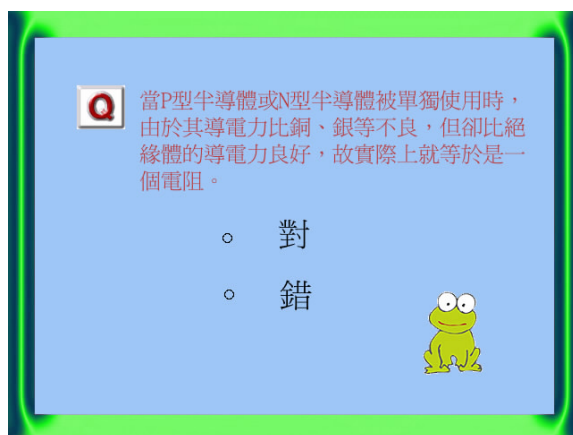 Q
當P型半導體或N型半導體被單獨使用時，
由於其導電力比銅、銀等不良，但卻比絕
緣體的導電力良好，故實際上就等於是一
個電阻。
對
錯